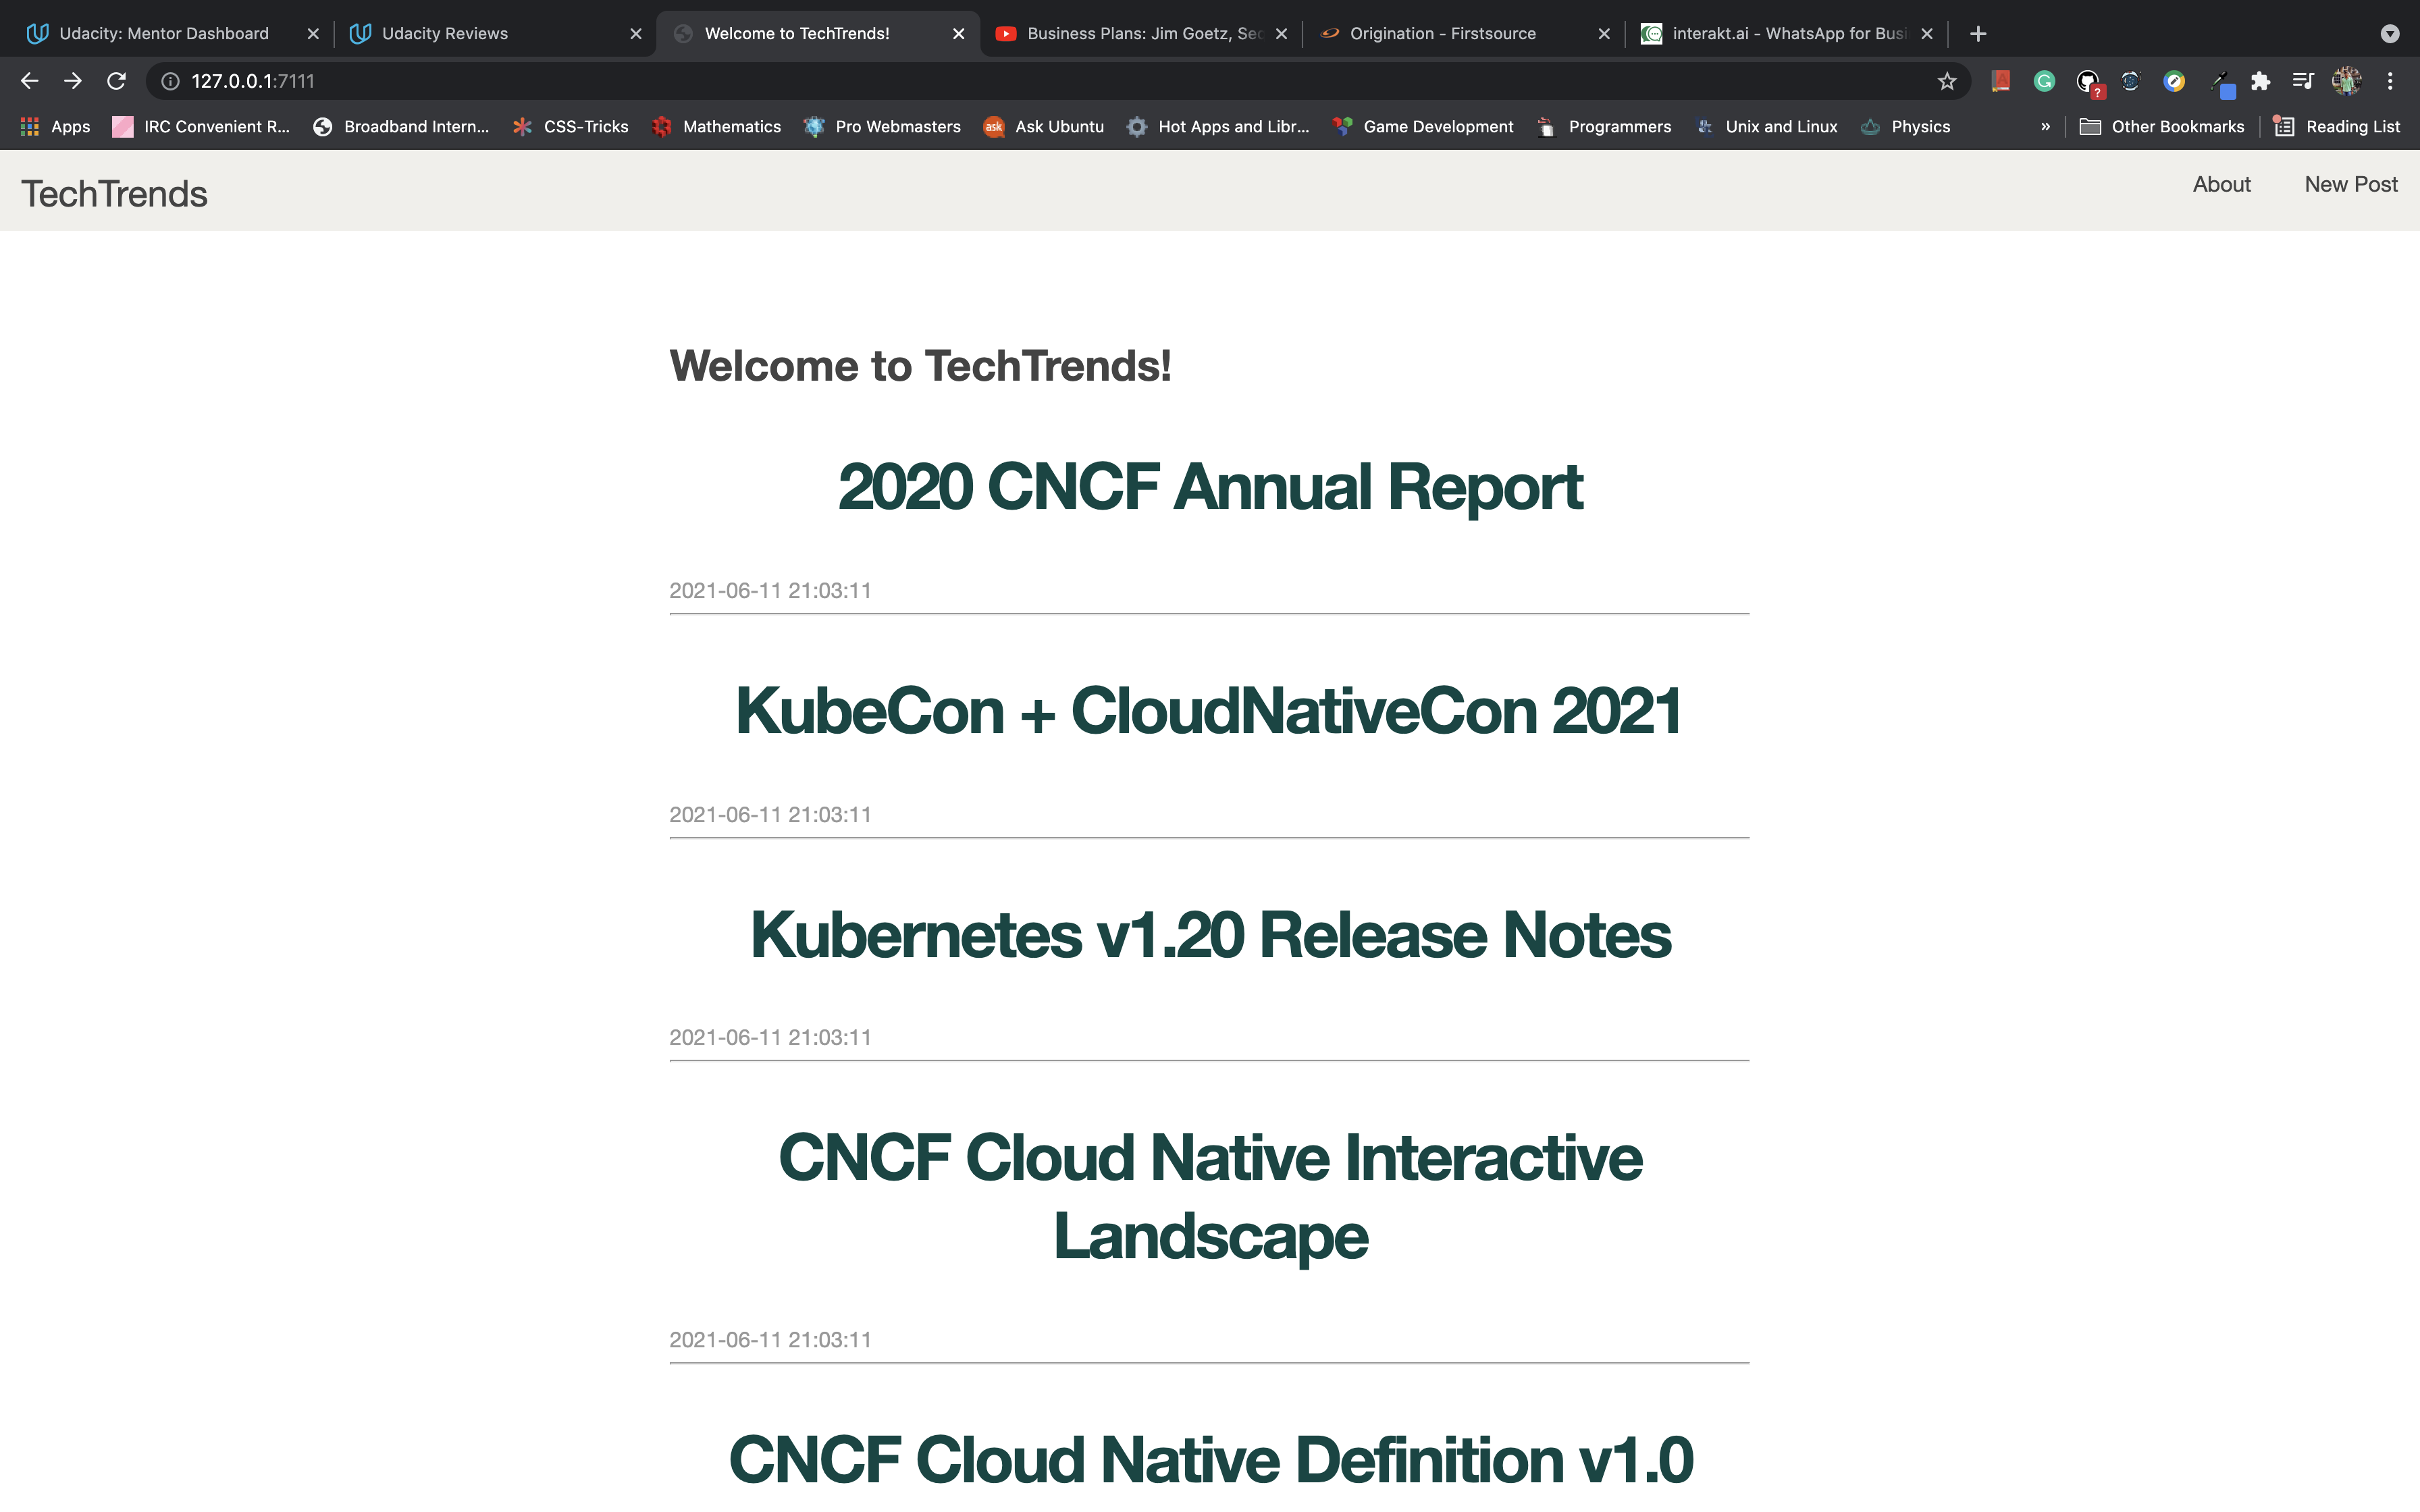 Udacity: Mentor Dashboard
Udacity Reviews
Welcome to TechTrends!
Business Plans: Jim Goetz, Sec
Origination - Firstsource
interakt.ai - WhatsApp for Busi
127.0.0.1:7111
Apps
IRC Convenient R...
Broadband Intern...
CSS-Tricks
Mathematics
Pro Webmasters
ask
Ask Ubuntu
Hot Apps and Libr...
Game Development
Programmers
Unix and Linux
Physics
»
Other Bookmarks
Reading List
TechTrends
About
New Post
Welcome to TechTrends!
2020 CNCF Annual Report
2021-06-11 21:03:11
KubeCon + CloudNativeCon 2021
2021-06-11 21:03:11
Kubernetes v1.20 Release Notes
2021-06-11 21:03:11
CNCF Cloud Native Interactive
Landscape
2021-06-11 21:03:11
CNCF Cloud Native Definition v1.0